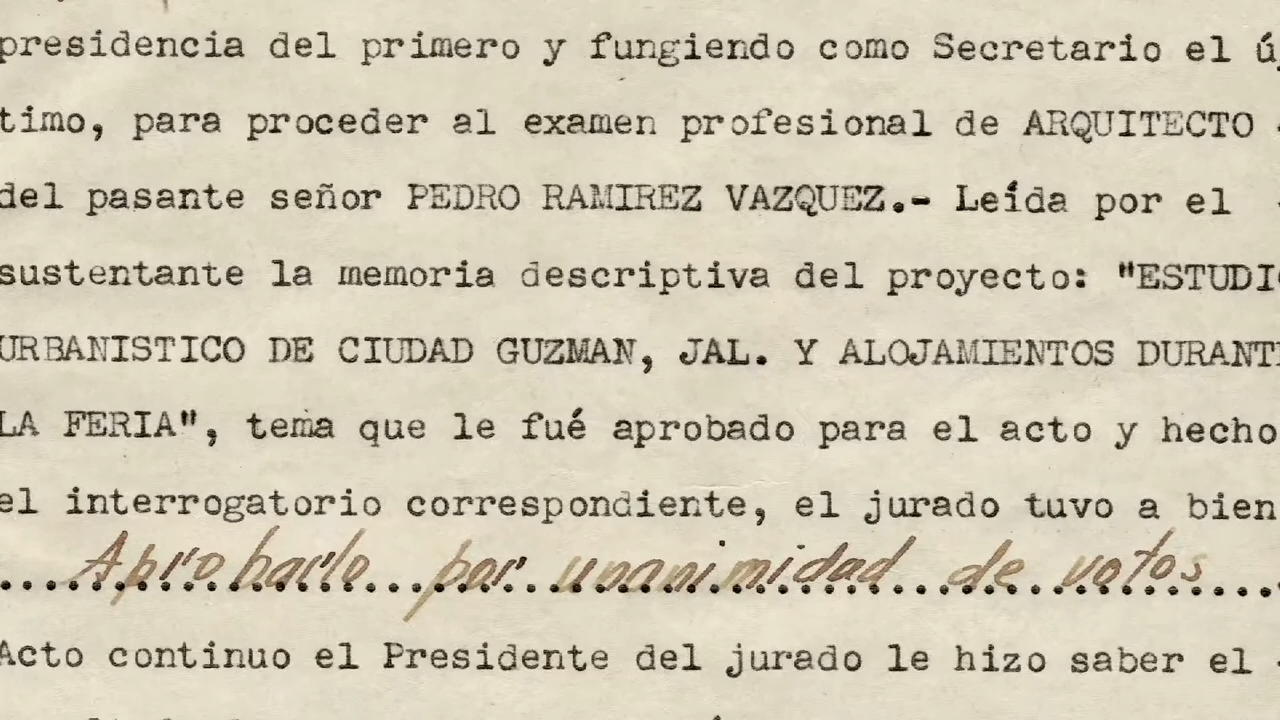 presidencia del primero y fungiendo como Secretario el úl
timo, para proceder al examen profesional de ARQUITECTO -
del pasante señor PEDRO RAMIREZ VAZQUEZ.- Leída por el -
sustentante la memoria descriptiva del proyecto: "ESTUDIO
URBANISTICO DE CIUDAD GUZMAN, JAL. Y ALOJAMIENTOS DURANTE
LA FERIA", tema que le fué aprobado para el acto y hecho
el interrogatorio correspondiente, el jurado tuvo a bien
Aprobarlo por unanimidad de votos
Acto continuo el Presidente del jurado le hizo saber el -